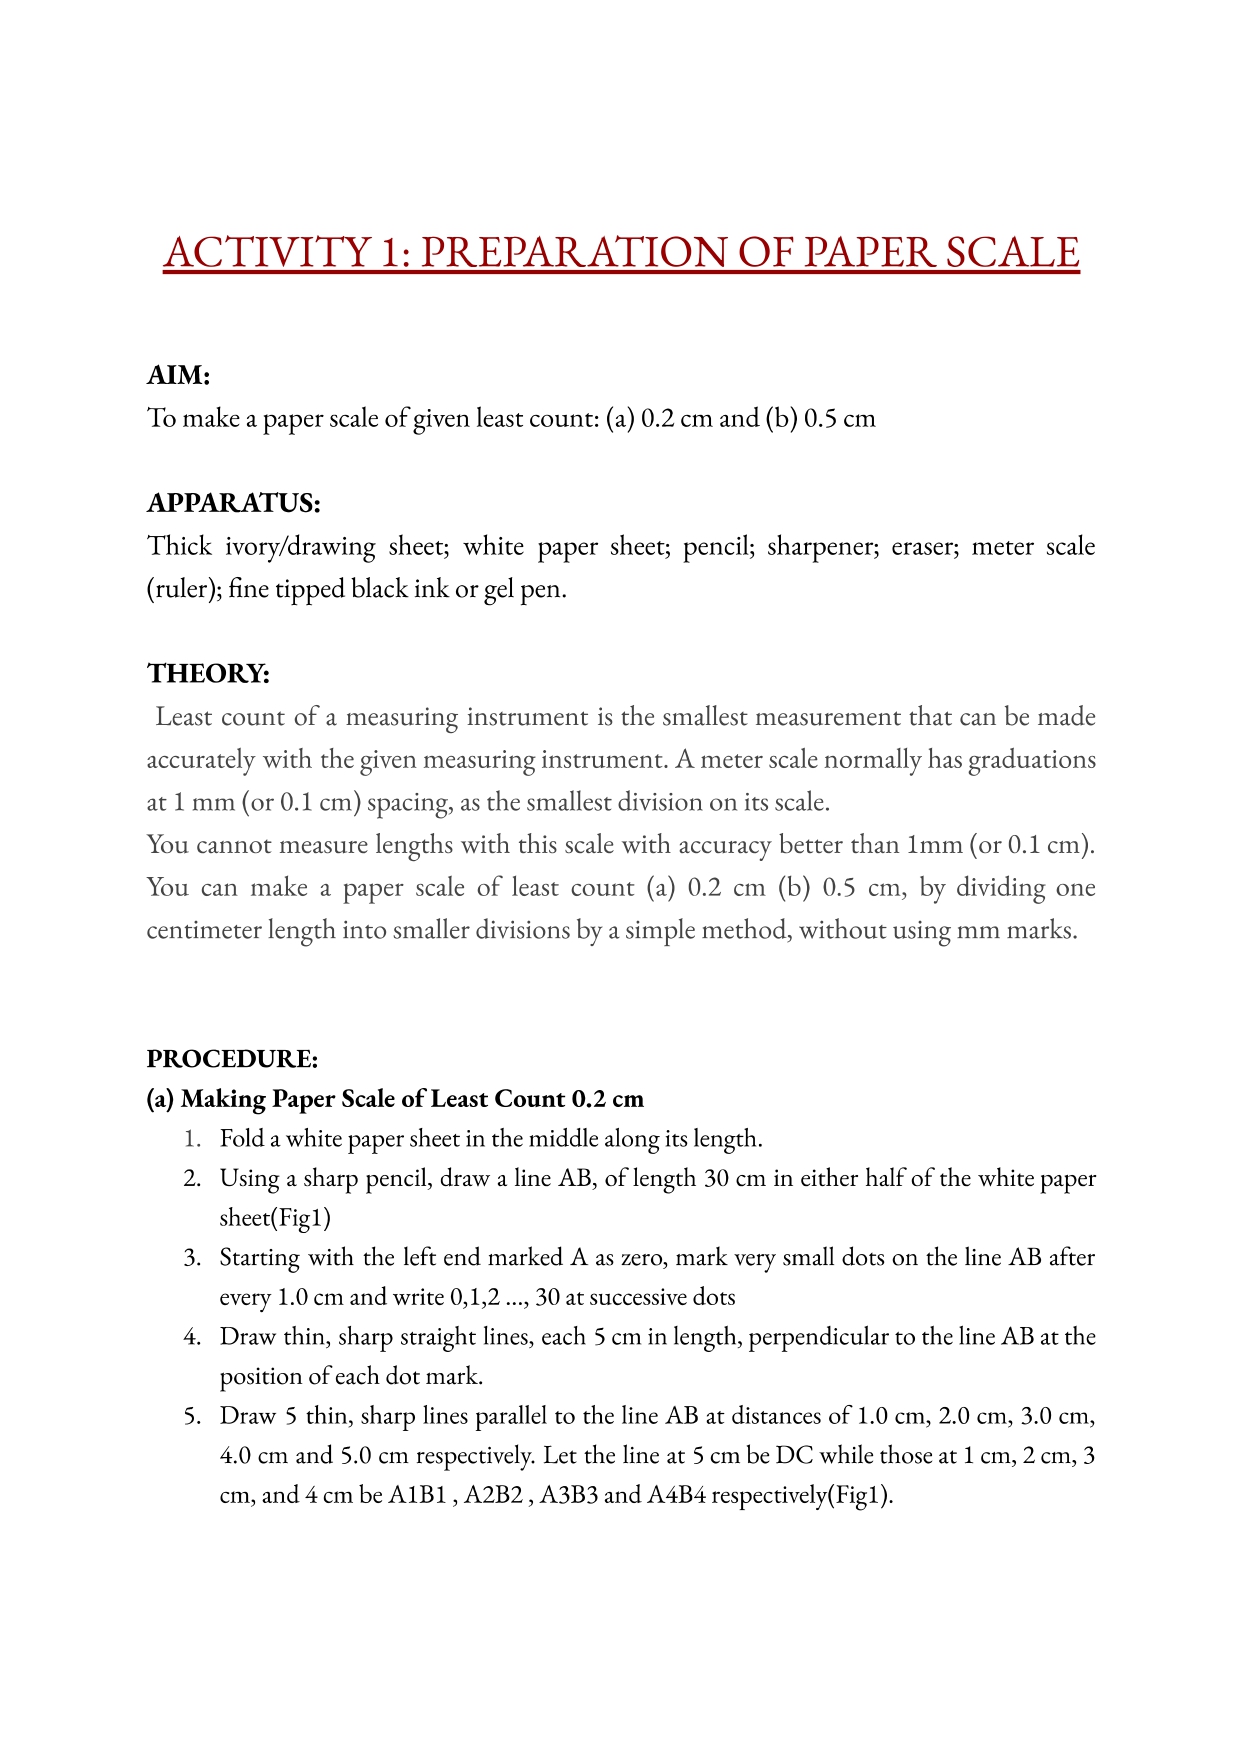 ACTIVITY 1: PREPARATION OF PAPER SCALE
AIM:
To make a paper scale of given least count: (a) 0.2 cm and (b) 0.5 cm
APPARATUS:
Thick ivory/drawing sheet; white paper sheet; pencil; sharpener; eraser; meter scale
(ruler); fine tipped black ink or gel pen.
THEORY:
Least count of a measuring instrument is the smallest measurement that can be made
accurately with the given measuring instrument. A meter scale normally has graduations
at 1 mm (or 0.1 cm) spacing, as the smallest division on its scale.
You cannot measure lengths with this scale with accuracy better than 1mm (or 0.1 cm).
You can make a paper scale of least count (a) 0.2 cm (b) 0.5 cm, by dividing one
centimeter length into smaller divisions by a simple method, without using mm marks.
PROCEDURE:
(a) Making Paper Scale of Least Count 0.2 cm
1. Fold a white paper sheet in the middle along its length.
2. Using a sharp pencil, draw a line AB, of length 30 cm in either half of the white paper
sheet(Fig1)
3. Starting with the left end marked A as zero, mark very small dots on the line AB after
every 1.0 cm and write 0,1,2 ..., 30 at successive dots
4. Draw thin, sharp straight lines, each 5 cm in length, perpendicular to the line AB at the
position of each dot mark.
5. Draw 5 thin, sharp lines parallel to the line AB at distances of 1.0 cm, 2.0 cm, 3.0 cm,
4.0 cm and 5.0 cm respectively. Let the line at 5 cm be DC while those at 1 cm, 2 cm, 3
cm, and 4 cm be A1B1 , A2B2 , A3B3 and A4B4 respectively(Fig1).